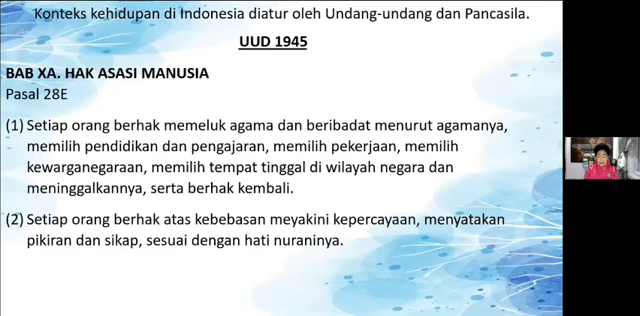 Konteks kehidupan di Indonesia diatur oleh Undang-undang dan Pancasila.
UUD 1945
BAB XA. HAK ASASI MANUSIA
Pasal 28E
(1) Setiap orang berhak memeluk agama dan beribadat menurut agamanya,
memilih pendidikan dan pengajaran, memilih pekerjaan, memilih
kewarganegaraan, memilih tempat tinggal di wilayah negara dan
meninggalkannya, serta berhak kembali.
(2) Setiap orang berhak atas kebebasan meyakini kepercayaan, menyatakan
pikiran dan sikap, sesuai dengan hati nuraninya.